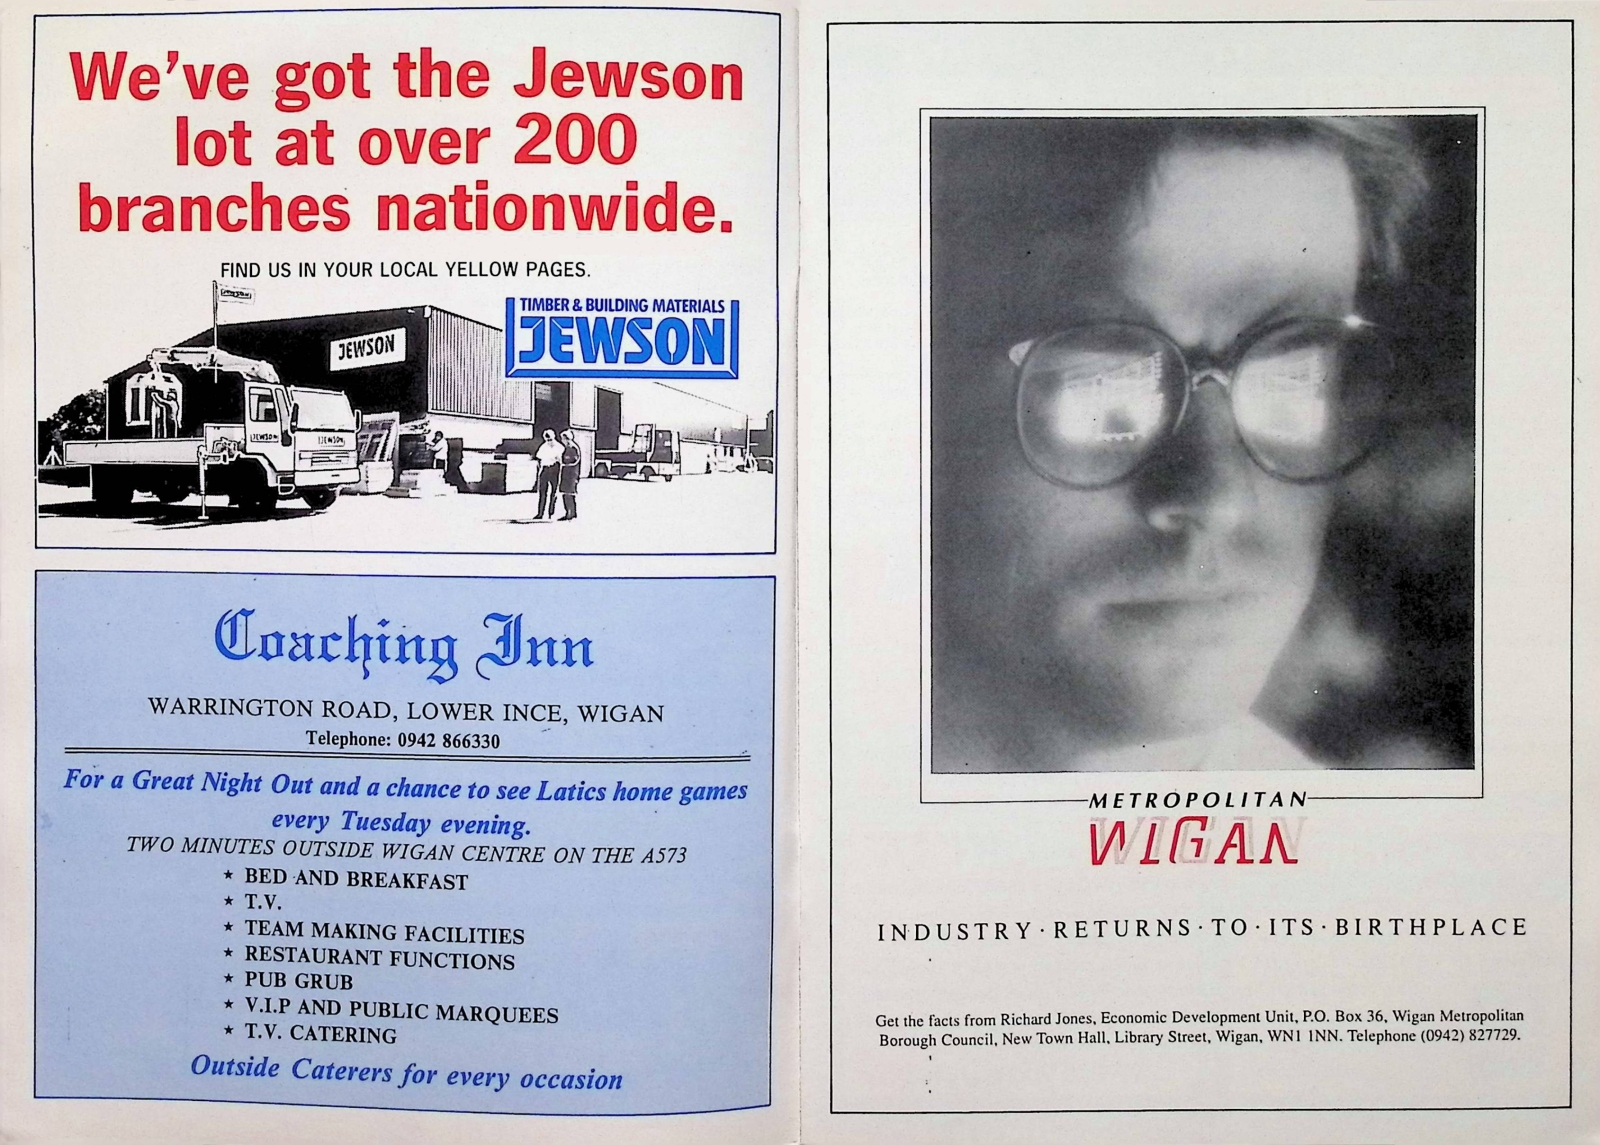 We've got the Jewson
lot at over 200
branches nationwide.
FIND US IN YOUR LOCAL YELLOW PAGES.
TIMBER & BUILDING MATERIALS
JEWSON
JEWSON
JEWSON
JEWSON
Coaching Inn
WARRINGTON ROAD, LOWER INCE, WIGAN
Telephone: 0942 866330
For a Great Night Out and a chance to see Latics home games
every Tuesday evening.
TWO MINUTES OUTSIDE WIGAN CENTRE ON THE A573
★ BED AND BREAKFAST
★ T.V.
★ TEAM MAKING FACILITIES
★ RESTAURANT FUNCTIONS
★ PUB GRUB
★ V.I.P AND PUBLIC MARQUEES
★ T.V. CATERING
Outside Caterers for every occasion
METROPOLITAN
WIGAN
INDUSTRY·RETURNS·TO·ITS·BIRTHPLACE
Get the facts from Richard Jones, Economic Development Unit, P.O. Box 36, Wigan Metropolitan
Borough Council, New Town Hall, Library Street, Wigan, WN1 1NN. Telephone (0942) 827729.